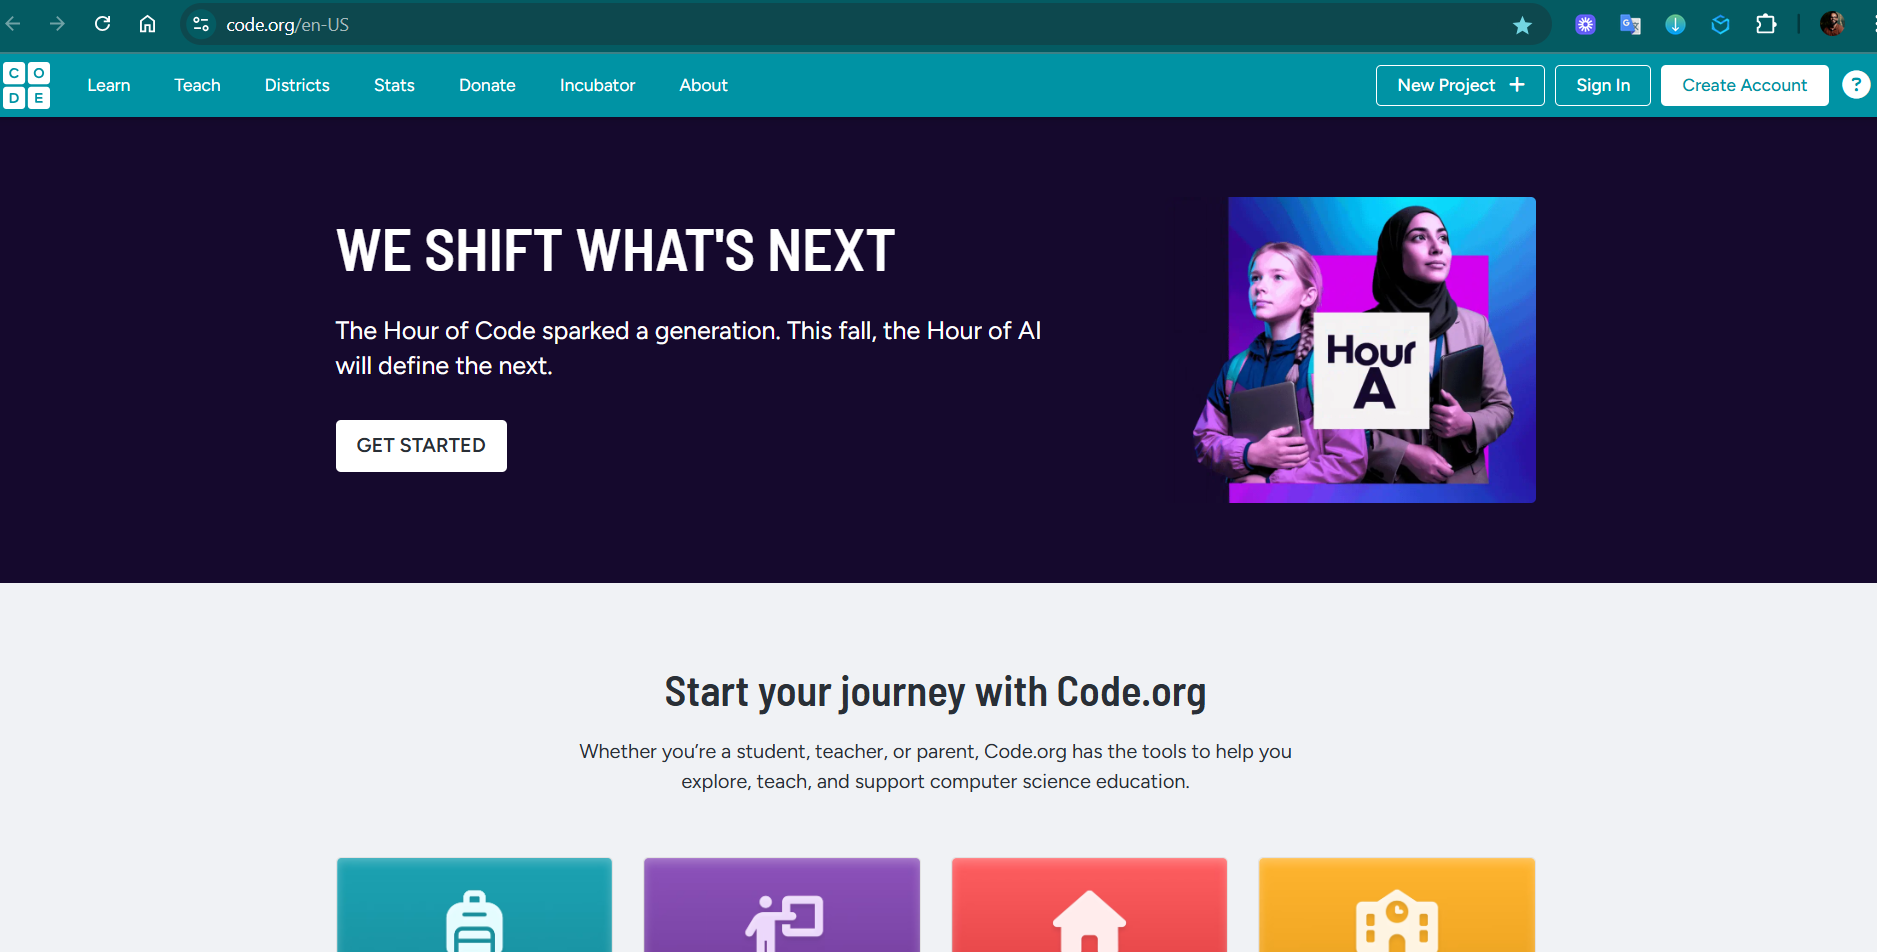 code.org/en-US
C O
D E
Learn Teach Districts Stats Donate Incubator About New Project + Sign In Create Account ?
WE SHIFT WHAT'S NEXT
The Hour of Code sparked a generation. This fall, the Hour of AI
will define the next.
GET STARTED
Hour
A
Start your journey with Code.org
Whether you’re a student, teacher, or parent, Code.org has the tools to help you
explore, teach, and support computer science education.